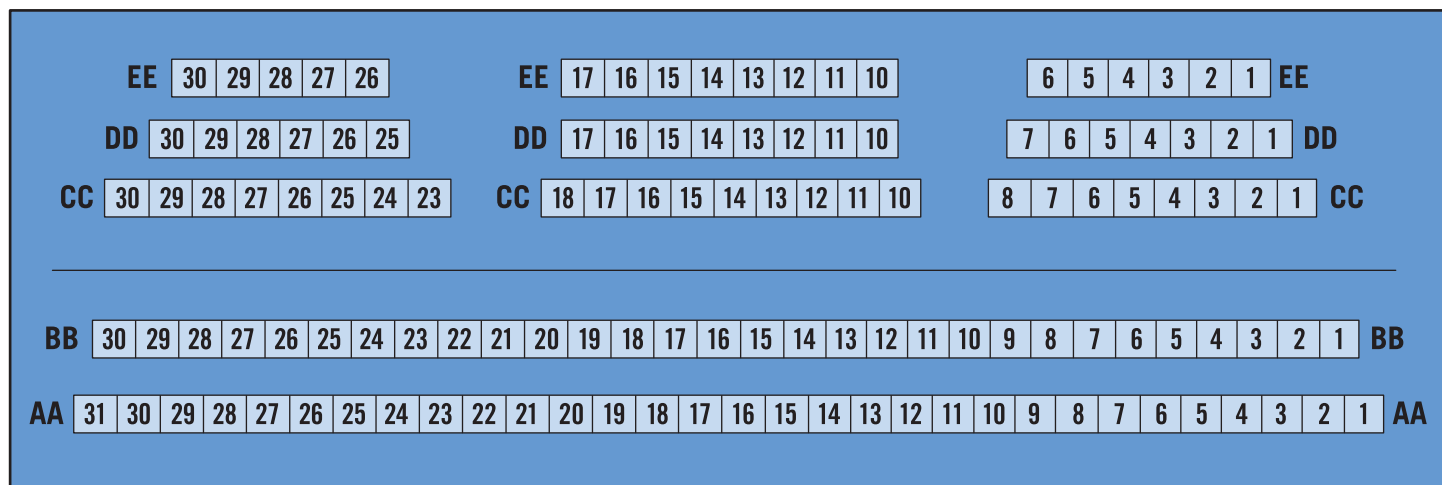 EE 30 29 28 27 26 EE 17 16 15 14 13 12 11 10 6 5 4 3 2 1 EE
DD 30 29 28 27 26 25 DD 17 16 15 14 13 12 11 10 7 6 5 4 3 2 1 DD
CC 30 29 28 27 26 25 24 23 CC 18 17 16 15 14 13 12 11 10 8 7 6 5 4 3 2 1 CC
BB 30 29 28 27 26 25 24 23 22 21 20 19 18 17 16 15 14 13 12 11 10 9 8 7 6 5 4 3 2 1 BB
AA 31 30 29 28 27 26 25 24 23 22 21 20 19 18 17 16 15 14 13 12 11 10 9 8 7 6 5 4 3 2 1 AA